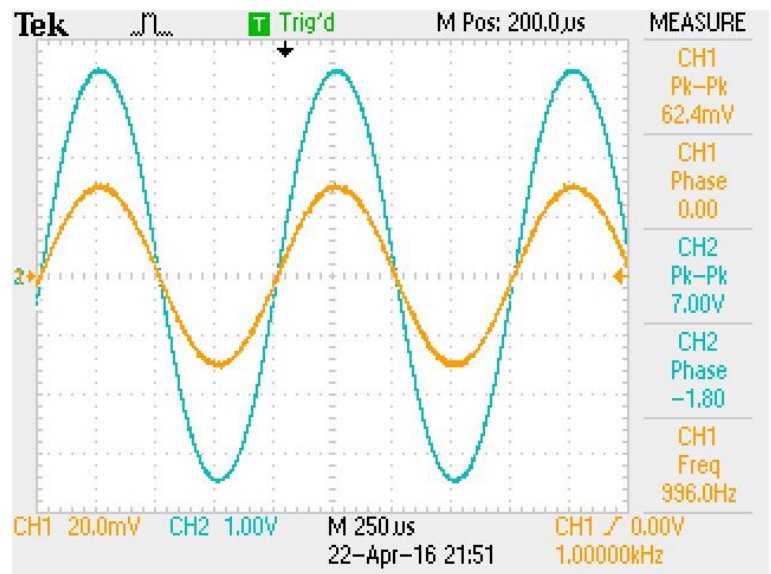 Tek T Trig'd M Pos: 200.0µs MEASURE
CH1
Pk-Pk
62.4mV
CH1
Phase
0.00
CH2
Pk-Pk
7.00V
CH2
Phase
-1.80
CH1
Freq
996.0Hz
2
CH1 20.0mV CH2 1.00V M 250µs CH1 0.00V
22-Apr-16 21:51 1.00000kHz